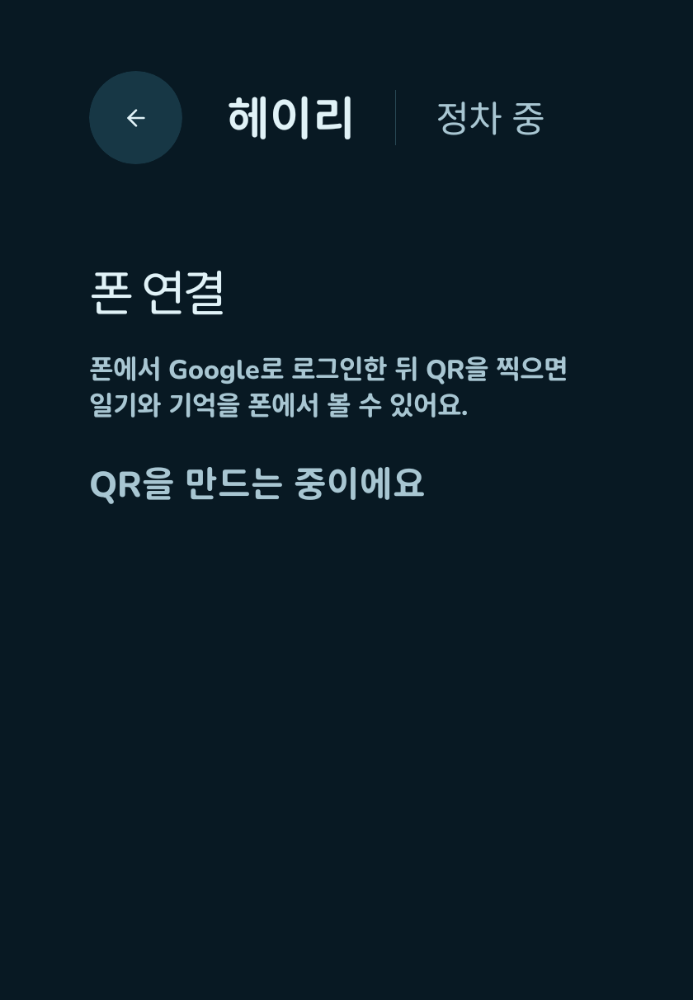 헤이리
정차 중
폰 연결
폰에서 Google로 로그인한 뒤 QR을 찍으면
일기와 기억을 폰에서 볼 수 있어요.
QR을 만드는 중이에요